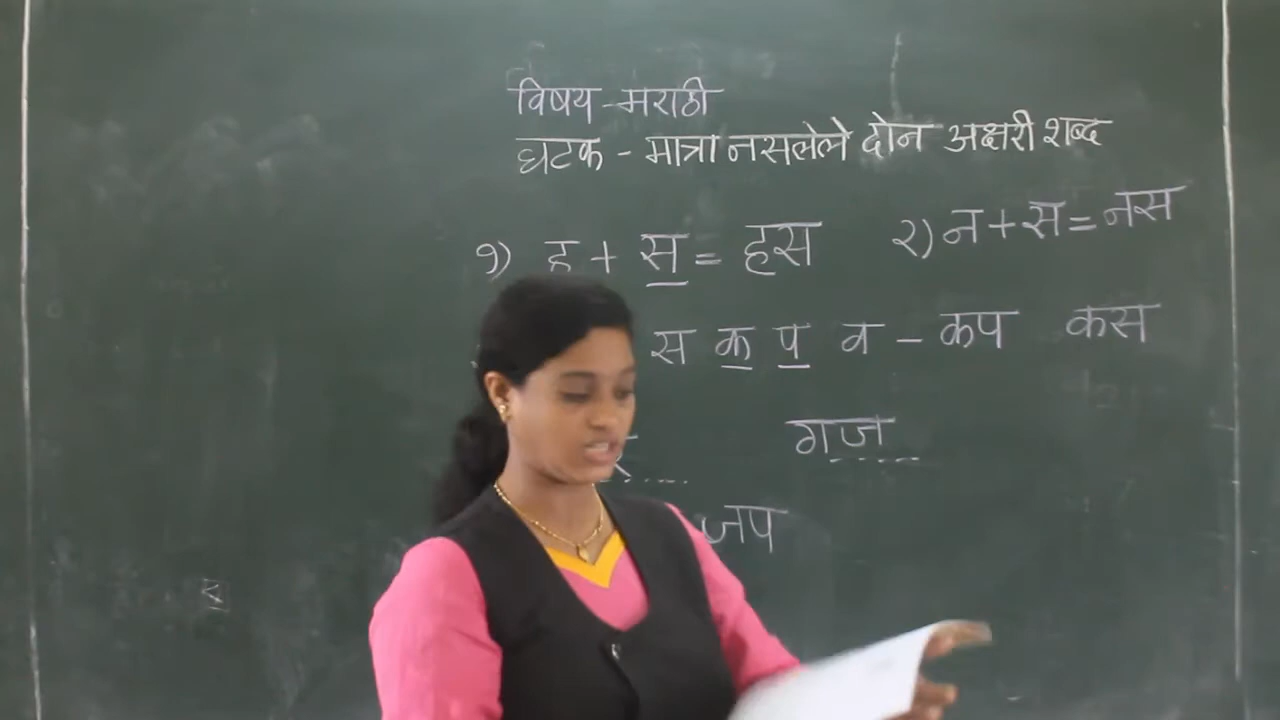 विषय - मराठी
घटक - मात्रा नसलेले दोन अक्षरी शब्द
१) ह + स = हस २) न + स = नस
स क प व - कप कस
गज
जप